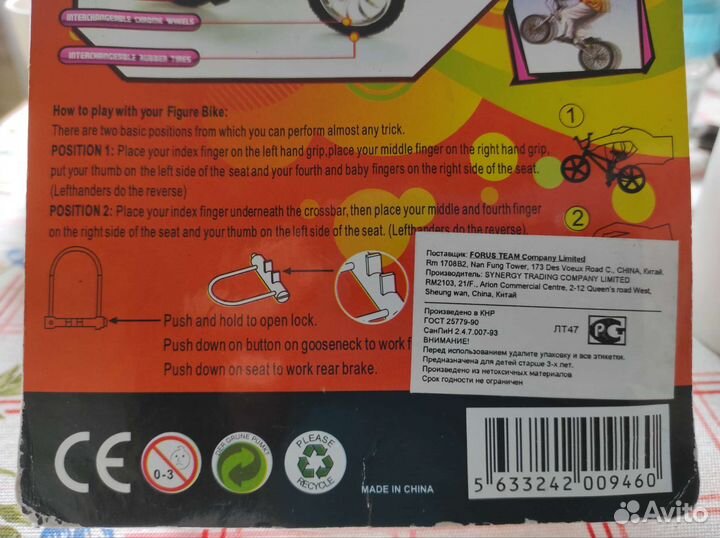 INTERCHANGEABLE CHROME WHEELS
INTERCHANGEABLE RUBBER TIRES
How to play with your Figure Bike:
There are two basic positions from which you can perform almost any trick.
POSITION 1: Place your index finger on the left hand grip,place your middle finger on the right hand grip,
put your thumb on the left side of the seat and your fourth and baby fingers on the right side of the seat.
(Lefthanders do the reverse)
POSITION 2: Place your index finger underneath the crossbar, then place your middle and fourth finger
on the right side of the seat and your thumb on the left side of the seat. (Lefthanders do the reverse)
1
2
Push and hold to open lock.
Push down on button on gooseneck to work f
Push down on seat to work rear brake.
Поставщик: FORUS TEAM Company Limited
Rm 1708B2, Nan Fung Tower, 173 Des Voeux Road C., CHINA, Китай.
Производитель: SYNERGY TRADING COMPANY LIMITED
RM2103, 21/F., Arion Commercial Centre, 2-12 Queen's road West,
Sheung wan, China, Китай
Произведено в КНР
ГОСТ 25779-90
СанПиН 2.4.7.007-93
ЛТ47
ВНИМАНИЕ!
Перед использованием удалите упаковку и все этикетки.
Предназначена для детей старше 3-х лет.
Произведено из нетоксичных материалов
Срок годности не ограничен
CE
0-3
DER GRÜNE PUNKT
PLEASE
RECYCLE
MADE IN CHINA
5 633242 009460
Avito